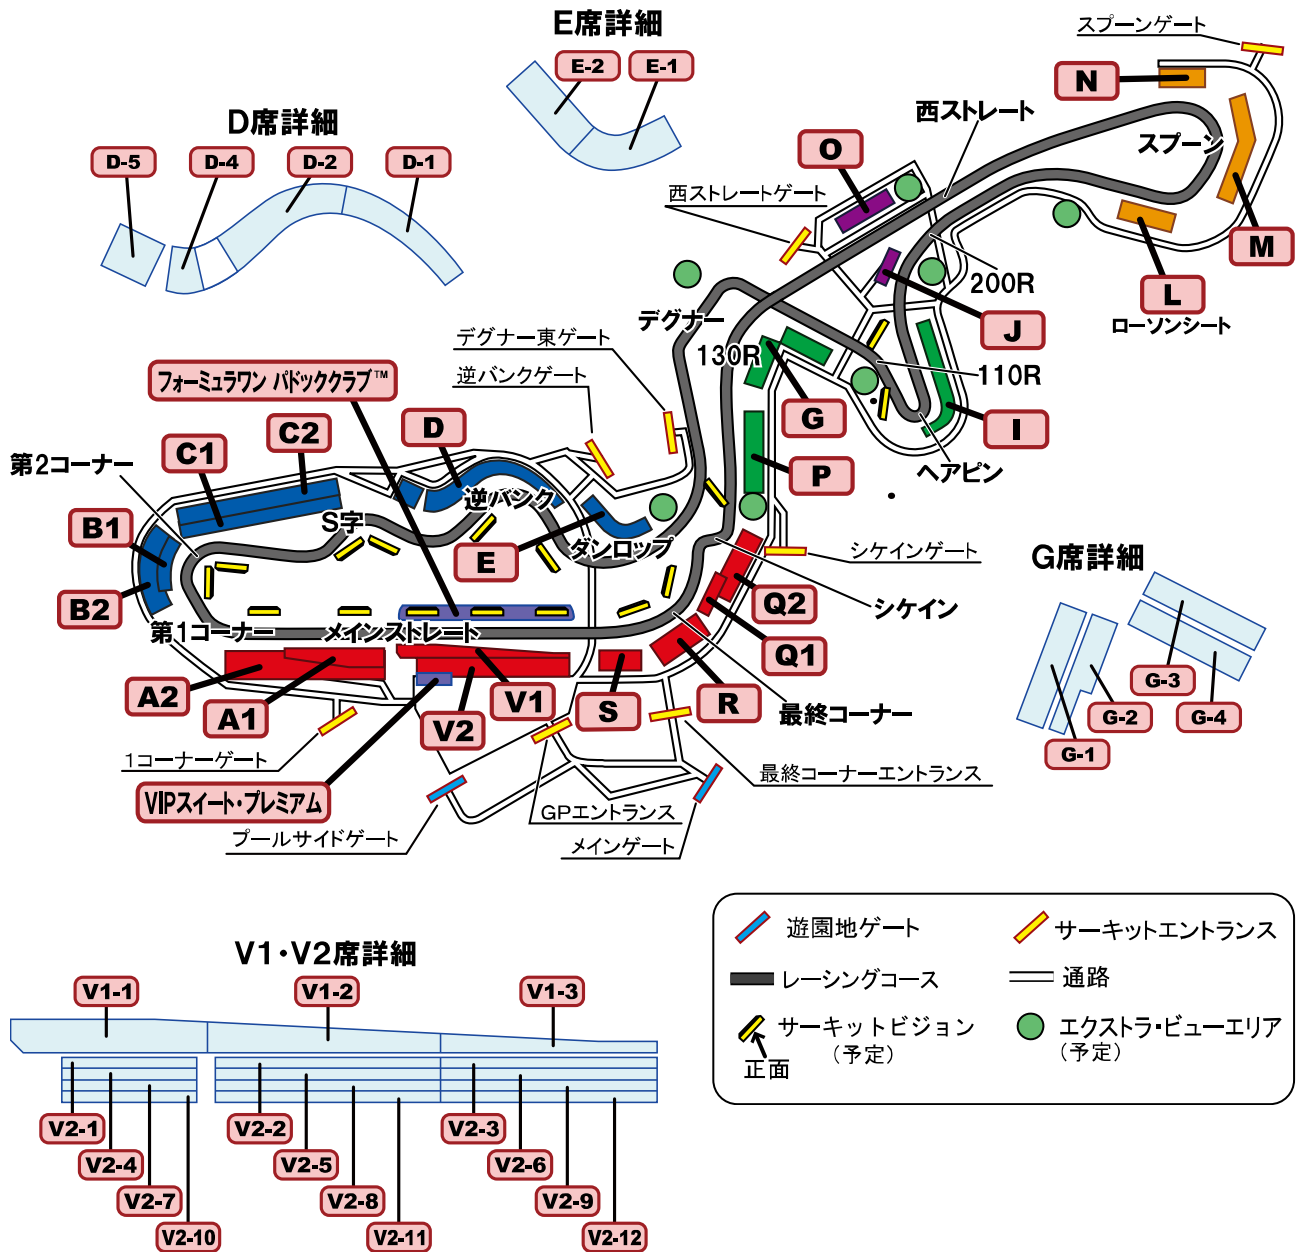 E席詳細
E-2
E-1
D席詳細
D-5
D-4
D-2
D-1
スプーンゲート
N
西ストレート
スプーン
O
西ストレートゲート
M
L
ローソンシート
200R
J
デグナー
デグナー東ゲート
130R
110R
逆バンクゲート
フォーミュラワン パドッククラブ™
G
I
ヘアピン
P
C2
D
C1
第2コーナー
逆バンク
S字
B1
E
ダンロップ
シケインゲート
G席詳細
B2
Q2
シケイン
第1コーナー
メインストレート
Q1
A2
A1
V1
V2
S
R
最終コーナー
G-3
G-2
G-4
G-1
1コーナーゲート
最終コーナーエントランス
VIPスイート・プレミアム
GPエントランス
プールサイドゲート
メインゲート
V1・V2席詳細
V1-1
V1-2
V1-3
V2-1
V2-2
V2-3
V2-4
V2-5
V2-6
V2-7
V2-8
V2-9
V2-10
V2-11
V2-12
遊園地ゲート
サーキットエントランス
レーシングコース
通路
サーキットビジョン
(予定)
正面
エクストラ・ビューエリア
(予定)